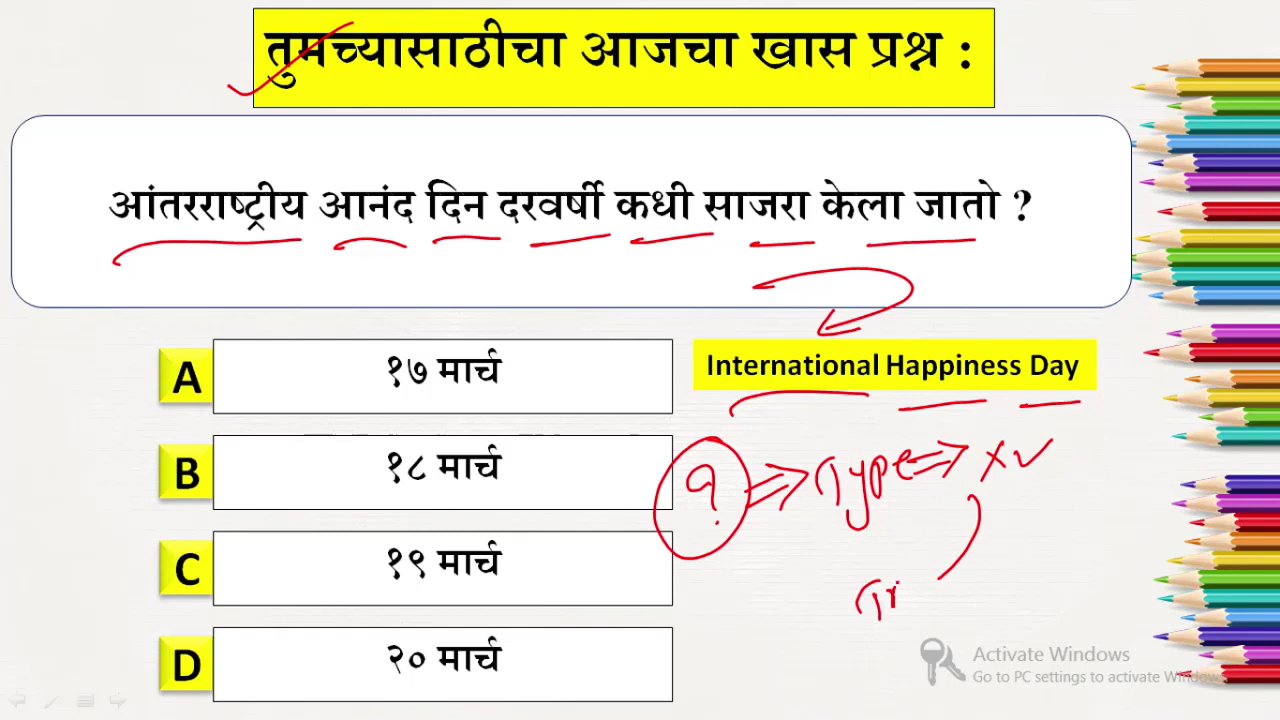 तुमच्यासाठीचा आजचा खास प्रश्न :
आंतरराष्ट्रीय आनंद दिन दरवर्षी कधी साजरा केला जातो ?
A १७ मार्च
International Happiness Day
B १८ मार्च
? ⇒ Type ⇒ X✓
C १९ मार्च
D २० मार्च
Activate Windows
Go to PC settings to activate Windows.